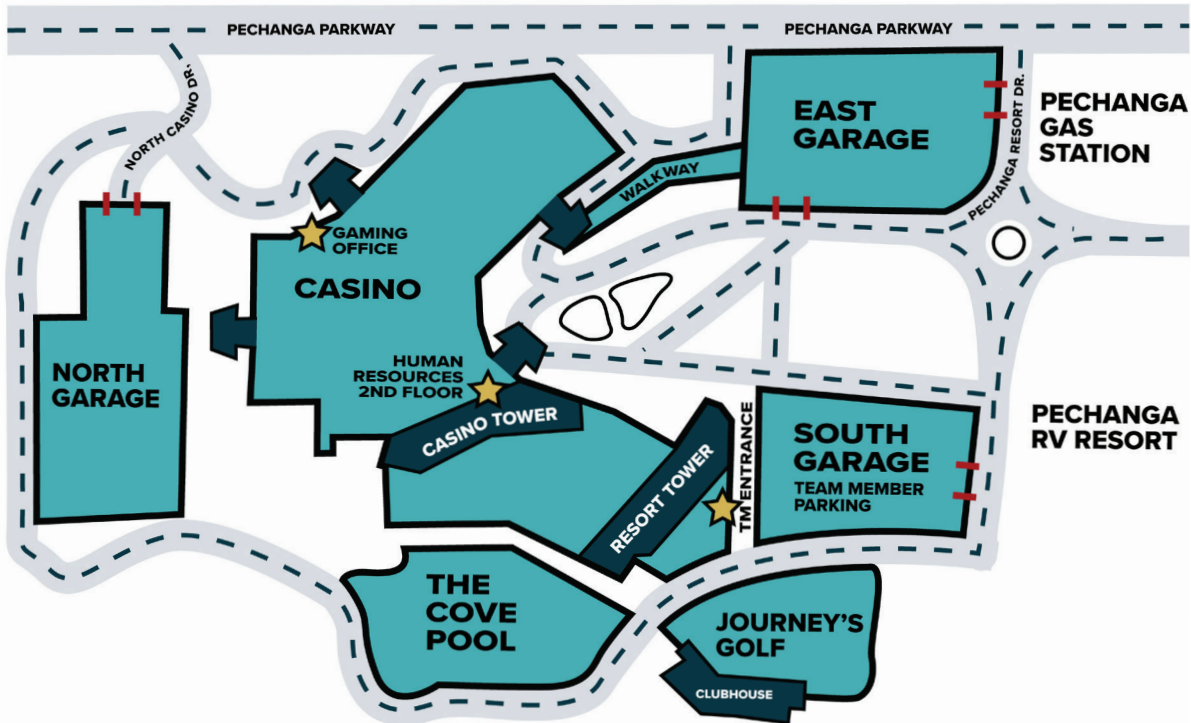 PECHANGA PARKWAY
PECHANGA PARKWAY
NORTH CASINO DR.
EAST
GARAGE
PECHANGA RESORT DR.
PECHANGA
GAS
STATION
WALKWAY
GAMING
OFFICE
CASINO
NORTH
GARAGE
HUMAN
RESOURCES
2ND FLOOR
CASINO TOWER
RESORT TOWER
TM ENTRANCE
SOUTH
GARAGE
TEAM MEMBER
PARKING
PECHANGA
RV RESORT
THE
COVE
POOL
JOURNEY'S
GOLF
CLUBHOUSE